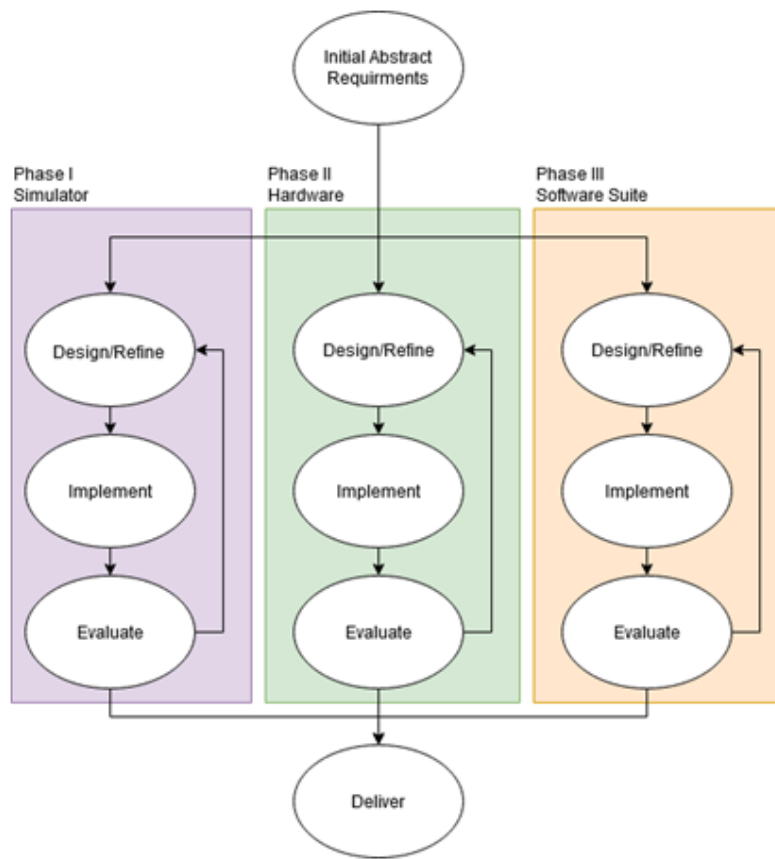 Initial Abstract
Requirments
Phase I
Simulator
Phase II
Hardware
Phase III
Software Suite
Design/Refine
Design/Refine
Design/Refine
Implement
Implement
Implement
Evaluate
Evaluate
Evaluate
Deliver